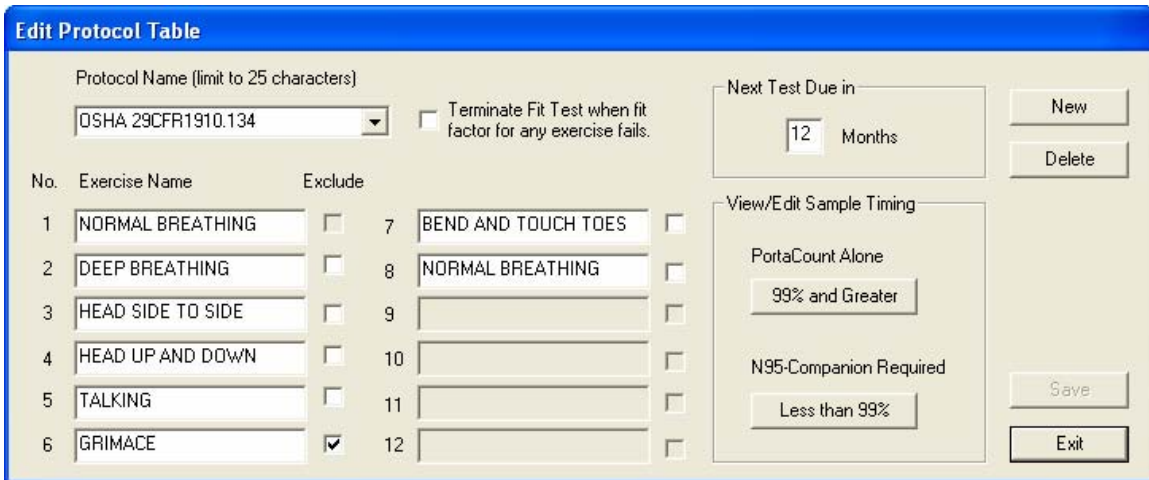 Edit Protocol Table
Protocol Name (limit to 25 characters)
OSHA 29CFR1910.134
Terminate Fit Test when fit
factor for any exercise fails.
Next Test Due in
12 Months
New
Delete
No. Exercise Name Exclude
1 NORMAL BREATHING
2 DEEP BREATHING
3 HEAD SIDE TO SIDE
4 HEAD UP AND DOWN
5 TALKING
6 GRIMACE
7 BEND AND TOUCH TOES
8 NORMAL BREATHING
9
10
11
12
View/Edit Sample Timing
PortaCount Alone
99% and Greater
N95-Companion Required
Less than 99%
Save
Exit